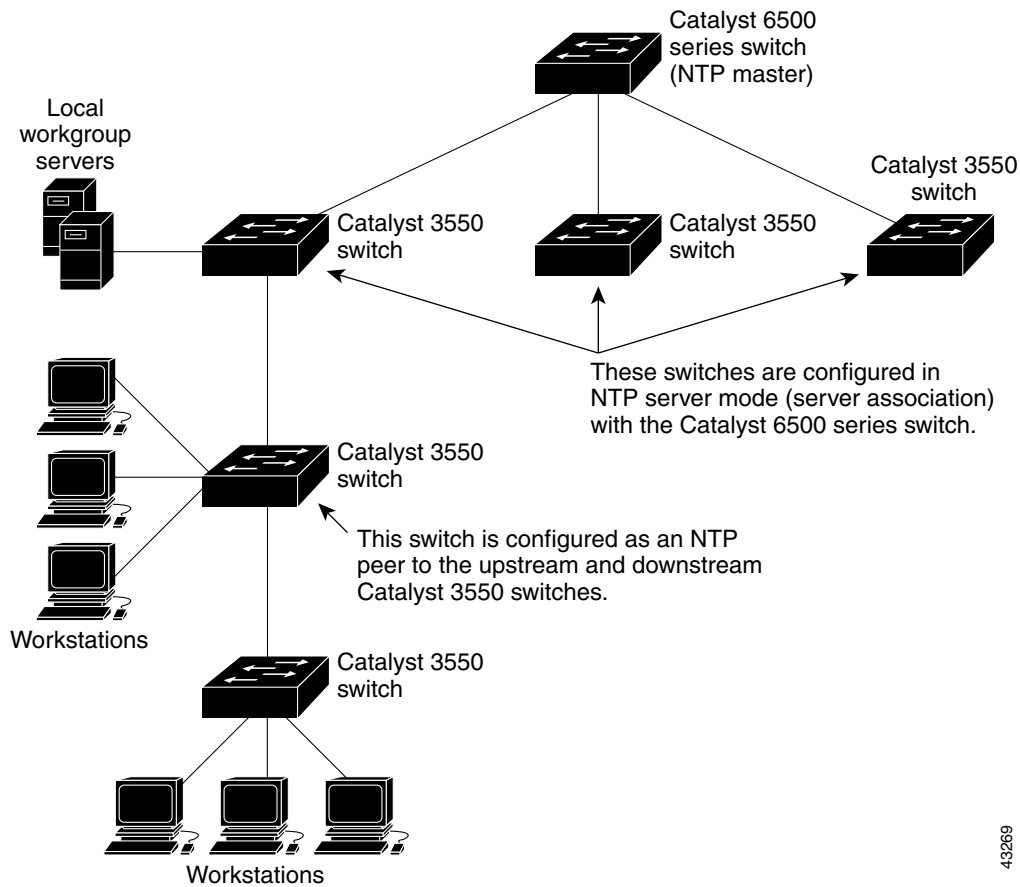 Catalyst 6500
series switch
(NTP master)
Local
workgroup
servers
Catalyst 3550
switch
Catalyst 3550
switch
Catalyst 3550
switch
These switches are configured in
NTP server mode (server association)
with the Catalyst 6500 series switch.
Catalyst 3550
switch
This switch is configured as an NTP
peer to the upstream and downstream
Catalyst 3550 switches.
Workstations
Catalyst 3550
switch
Workstations
43269